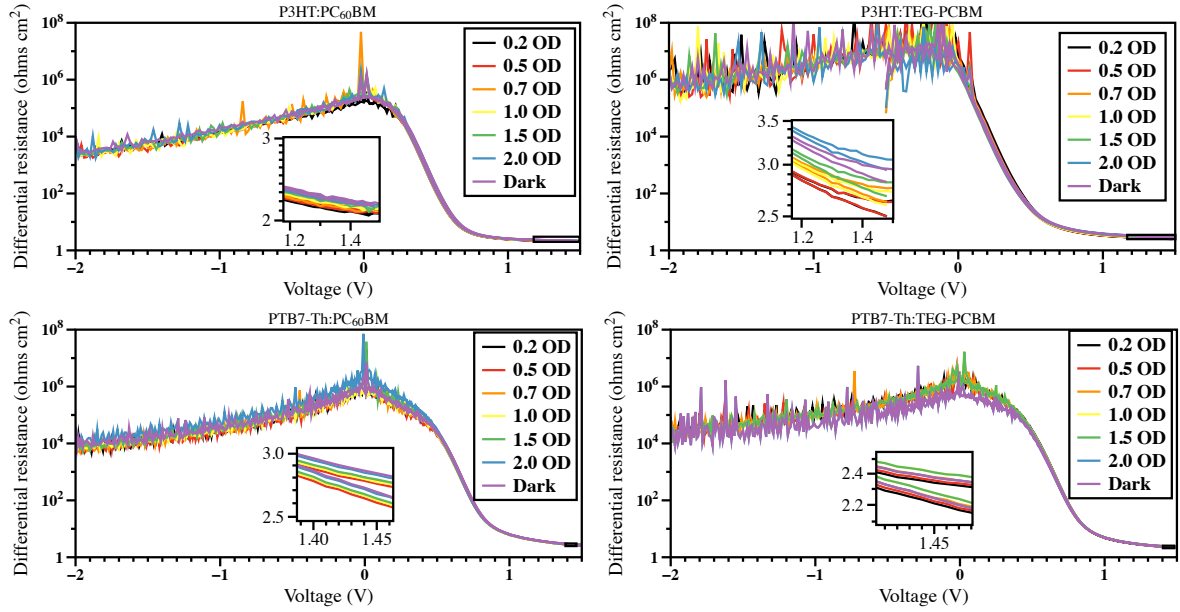 P3HT:PC60BM
Differential resistance (ohms cm2)
10^8
10^6
10^4
10^2
1
0.2 OD
0.5 OD
0.7 OD
1.0 OD
1.5 OD
2.0 OD
Dark
3
2
1.2
1.4
-2
-1
0
1
Voltage (V)
P3HT:TEG-PCBM
Differential resistance (ohms cm2)
10^8
10^6
10^4
10^2
1
0.2 OD
0.5 OD
0.7 OD
1.0 OD
1.5 OD
2.0 OD
Dark
3.5
3.0
2.5
1.2
1.4
-2
-1
0
1
Voltage (V)
PTB7-Th:PC60BM
Differential resistance (ohms cm2)
10^8
10^6
10^4
10^2
1
0.2 OD
0.5 OD
0.7 OD
1.0 OD
1.5 OD
2.0 OD
Dark
3.0
2.5
1.40
1.45
-2
-1
0
1
Voltage (V)
PTB7-Th:TEG-PCBM
Differential resistance (ohms cm2)
10^8
10^6
10^4
10^2
1
0.2 OD
0.5 OD
0.7 OD
1.0 OD
1.5 OD
2.0 OD
Dark
2.4
2.2
1.45
-2
-1
0
1
Voltage (V)